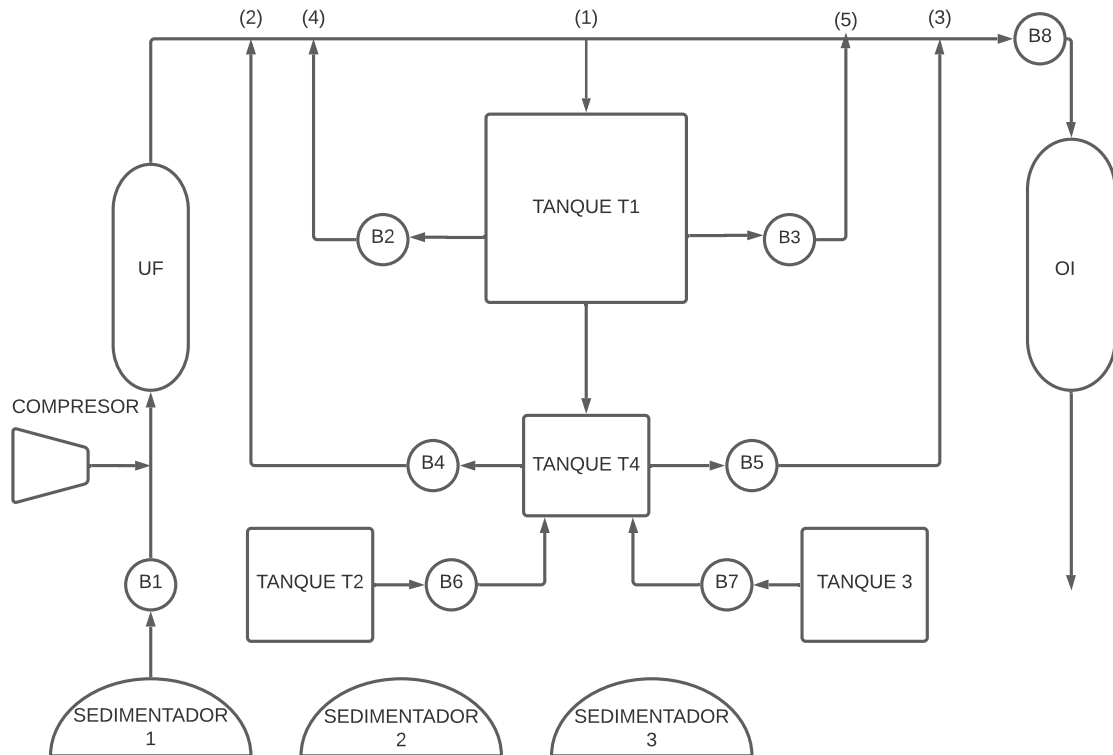 (2)
(4)
(1)
(5)
(3)
B8
TANQUE T1
B2
B3
UF
OI
COMPRESOR
B4
TANQUE T4
B5
B1
TANQUE T2
B6
B7
TANQUE 3
SEDIMENTADOR
1
SEDIMENTADOR
2
SEDIMENTADOR
3